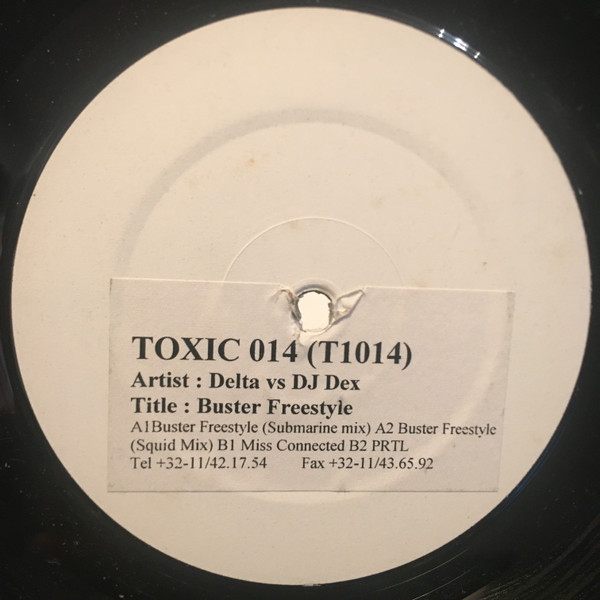 TOXIC 014 (T1014)
Artist : Delta vs DJ Dex
Title : Buster Freestyle
A1Buster Freestyle (Submarine mix) A2 Buster Freestyle
(Squid Mix) B1 Miss Connected B2 PRTL
Tel +32-11/42.17.54 Fax +32-11/43.65.92